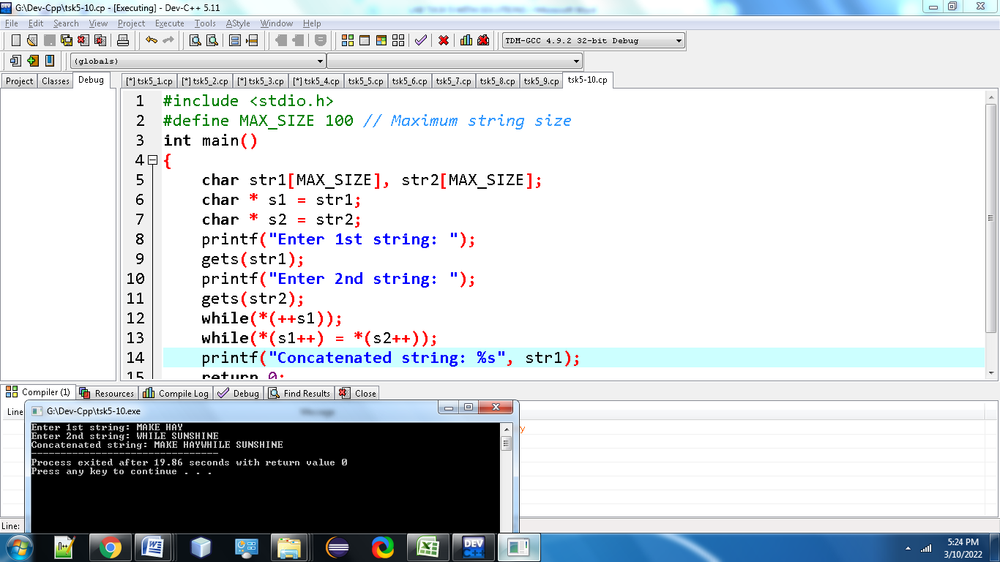 G:\Dev-Cpp\tsk5-10.cp - [Executing] - Dev-C++ 5.11
File Edit Search View Project Execute Tools AStyle Window Help
TDM-GCC 4.9.2 32-bit Debug
(globals)
Project Classes Debug
[*] tsk5_1.cp [*] tsk5_2.cp [*] tsk5_3.cp [*] tsk5_4.cp tsk5_5.cp tsk5_6.cp tsk5_7.cp tsk5_8.cp tsk5_9.cp tsk5-10.cp
1 #include <stdio.h>
2 #define MAX_SIZE 100 // Maximum string size
3 int main()
4 {
5 char str1[MAX_SIZE], str2[MAX_SIZE];
6 char * s1 = str1;
7 char * s2 = str2;
8 printf("Enter 1st string: ");
9 gets(str1);
10 printf("Enter 2nd string: ");
11 gets(str2);
12 while(*(++s1));
13 while(*(s1++) = *(s2++));
14 printf("Concatenated string: %s", str1);
15 return 0;
Compiler (1) Resources Compile Log Debug Find Results Close
Line
G:\Dev-Cpp\tsk5-10.exe
Message
y
Enter 1st string: MAKE HAY
Enter 2nd string: WHILE SUNSHINE
Concatenated string: MAKE HAYWHILE SUNSHINE
--------------------------------
Process exited after 19.86 seconds with return value 0
Press any key to continue . . .
Line:
DEV C++
5:24 PM
3/10/2022